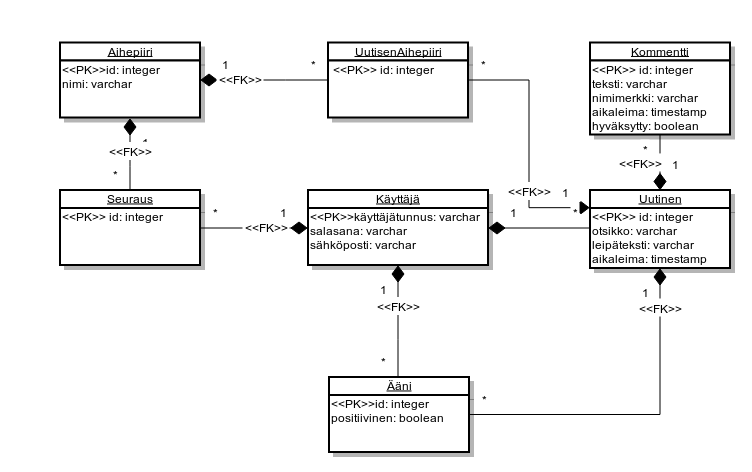 Aihepiiri
<<PK>>id: integer
nimi: varchar
1
<<FK>>
*
UutisenAihepiiri
<<PK>> id: integer
*
Kommentti
<<PK>> id: integer
teksti: varchar
nimimerkki: varchar
aikaleima: timestamp
hyväksytty: boolean
<<FK>>
*
*
<<FK>>
1
<<FK>>
1
Seuraus
<<PK>> id: integer
*
<<FK>>
1
Käyttäjä
<<PK>>käyttäjätunnus: varchar
salasana: varchar
sähköposti: varchar
1
*
Uutinen
<<PK>> id: integer
otsikko: varchar
leipäteksti: varchar
aikaleima: timestamp
1
<<FK>>
*
1
<<FK>>
Ääni
<<PK>>id: integer
positiivinen: boolean
*